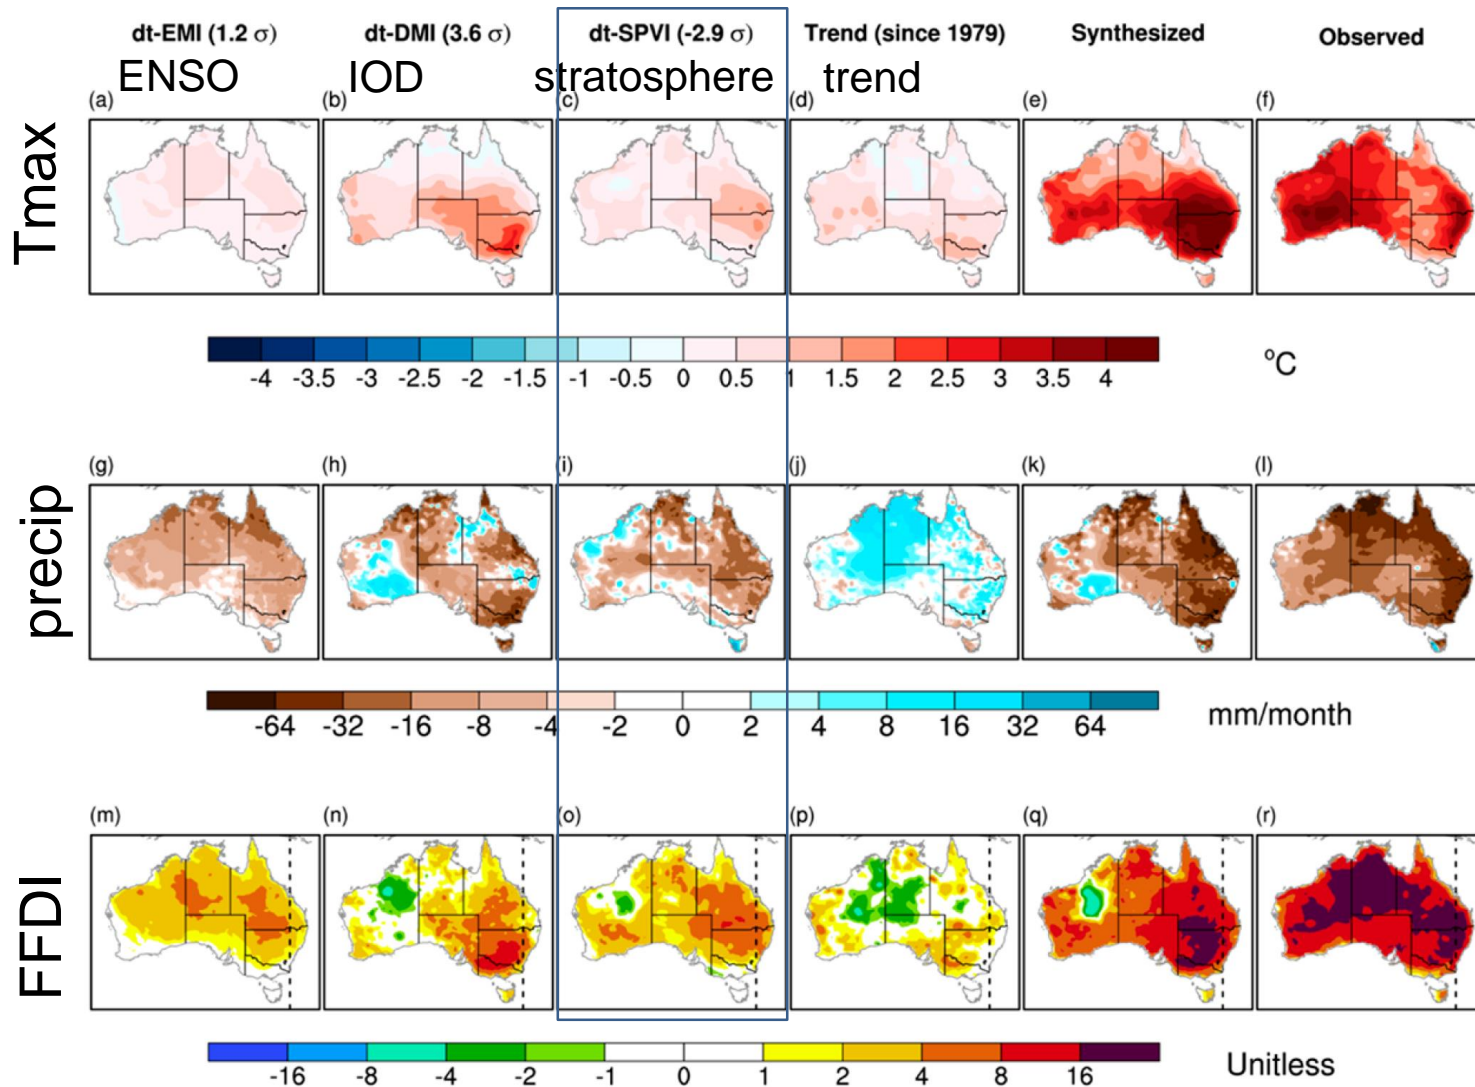 dt-EMI (1.2 σ) dt-DMI (3.6 σ) dt-SPVI (-2.9 σ) Trend (since 1979) Synthesized Observed
ENSO IOD stratosphere trend
(a) (b) (c) (d) (e) (f)
Tmax
-4 -3.5 -3 -2.5 -2 -1.5 -1 -0.5 0 0.5 1 1.5 2 2.5 3 3.5 4
°C
(g) (h) (i) (j) (k) (l)
precip
-64 -32 -16 -8 -4 -2 0 2 4 8 16 32 64
mm/month
(m) (n) (o) (p) (q) (r)
FFDI
-16 -8 -4 -2 -1 0 1 2 4 8 16
Unitless